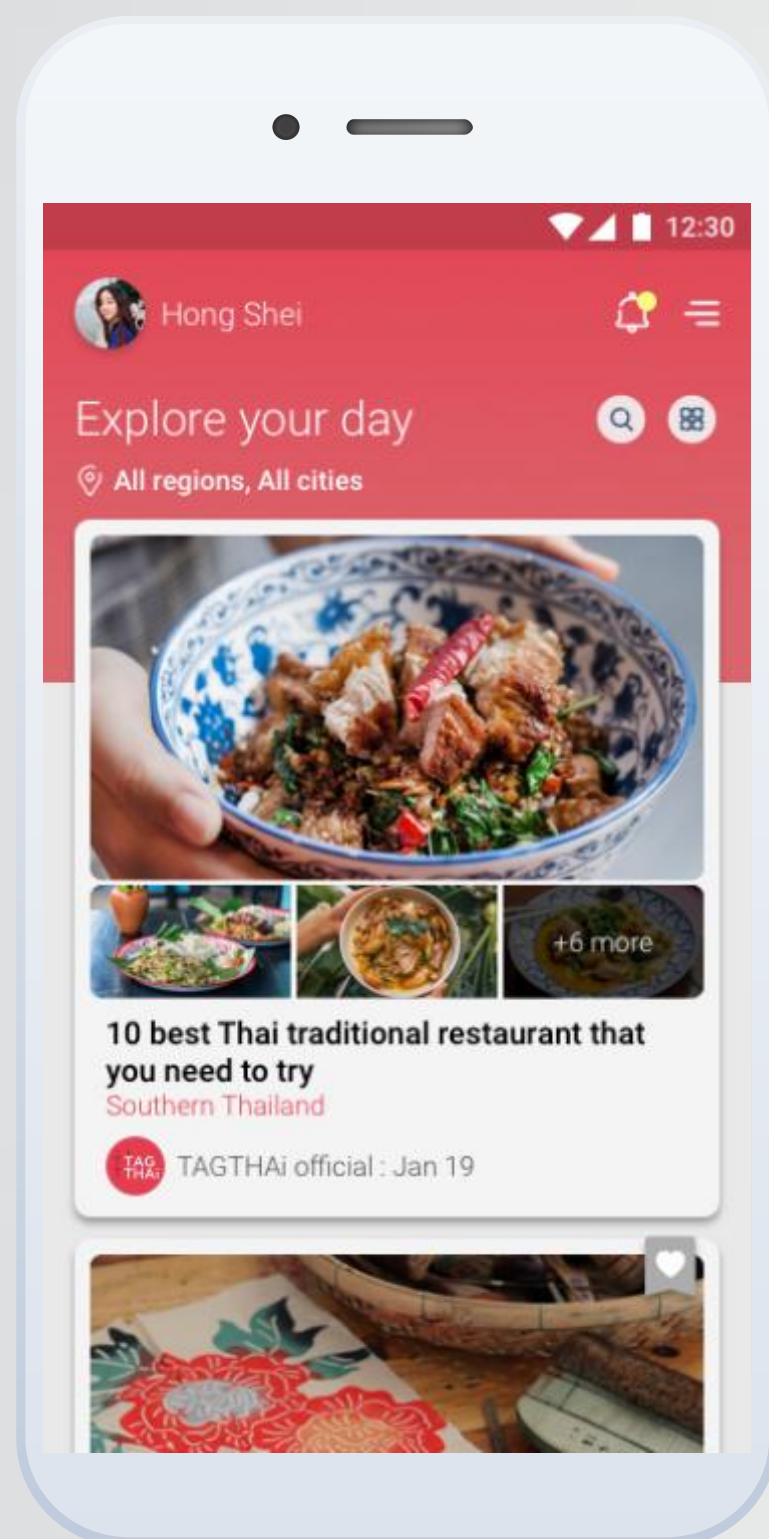 12:30
Hong Shei
Explore your day
All regions, All cities
+6 more
10 best Thai traditional restaurant that
you need to try
Southern Thailand
TAG
THAi
TAGTHAi official : Jan 19